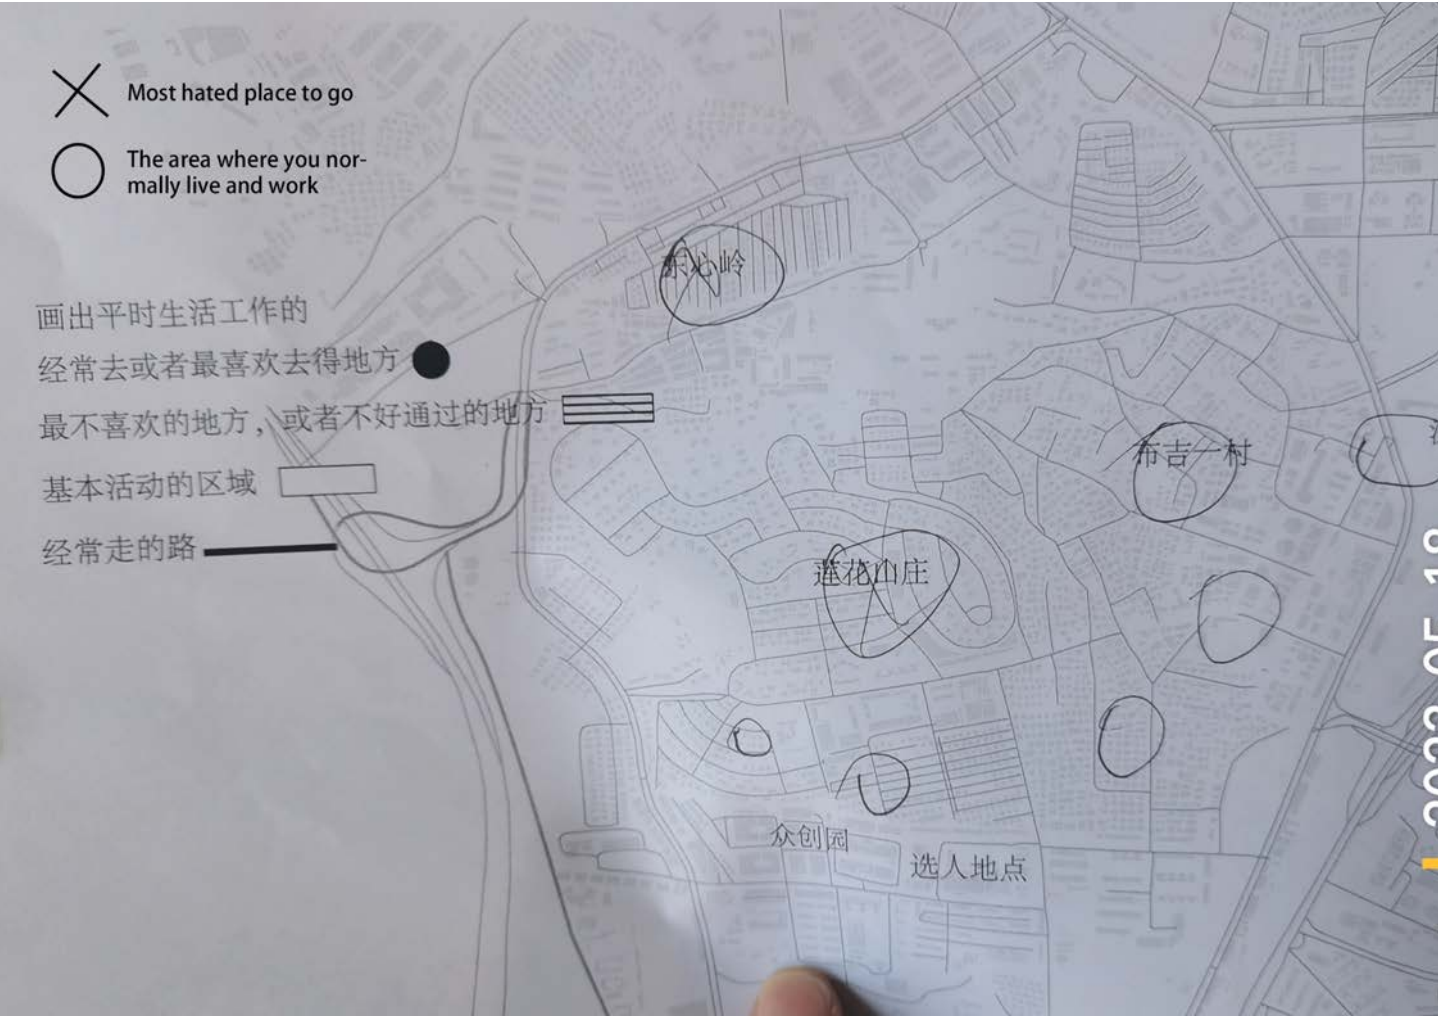 Most hated place to go
The area where you nor-
mally live and work
画出平时生活工作的
经常去或者最喜欢去得地方
最不喜欢的地方，或者不好通过的地方
基本活动的区域
经常走的路
东心岭
布吉一村
莲花山庄
众创园
选人地点